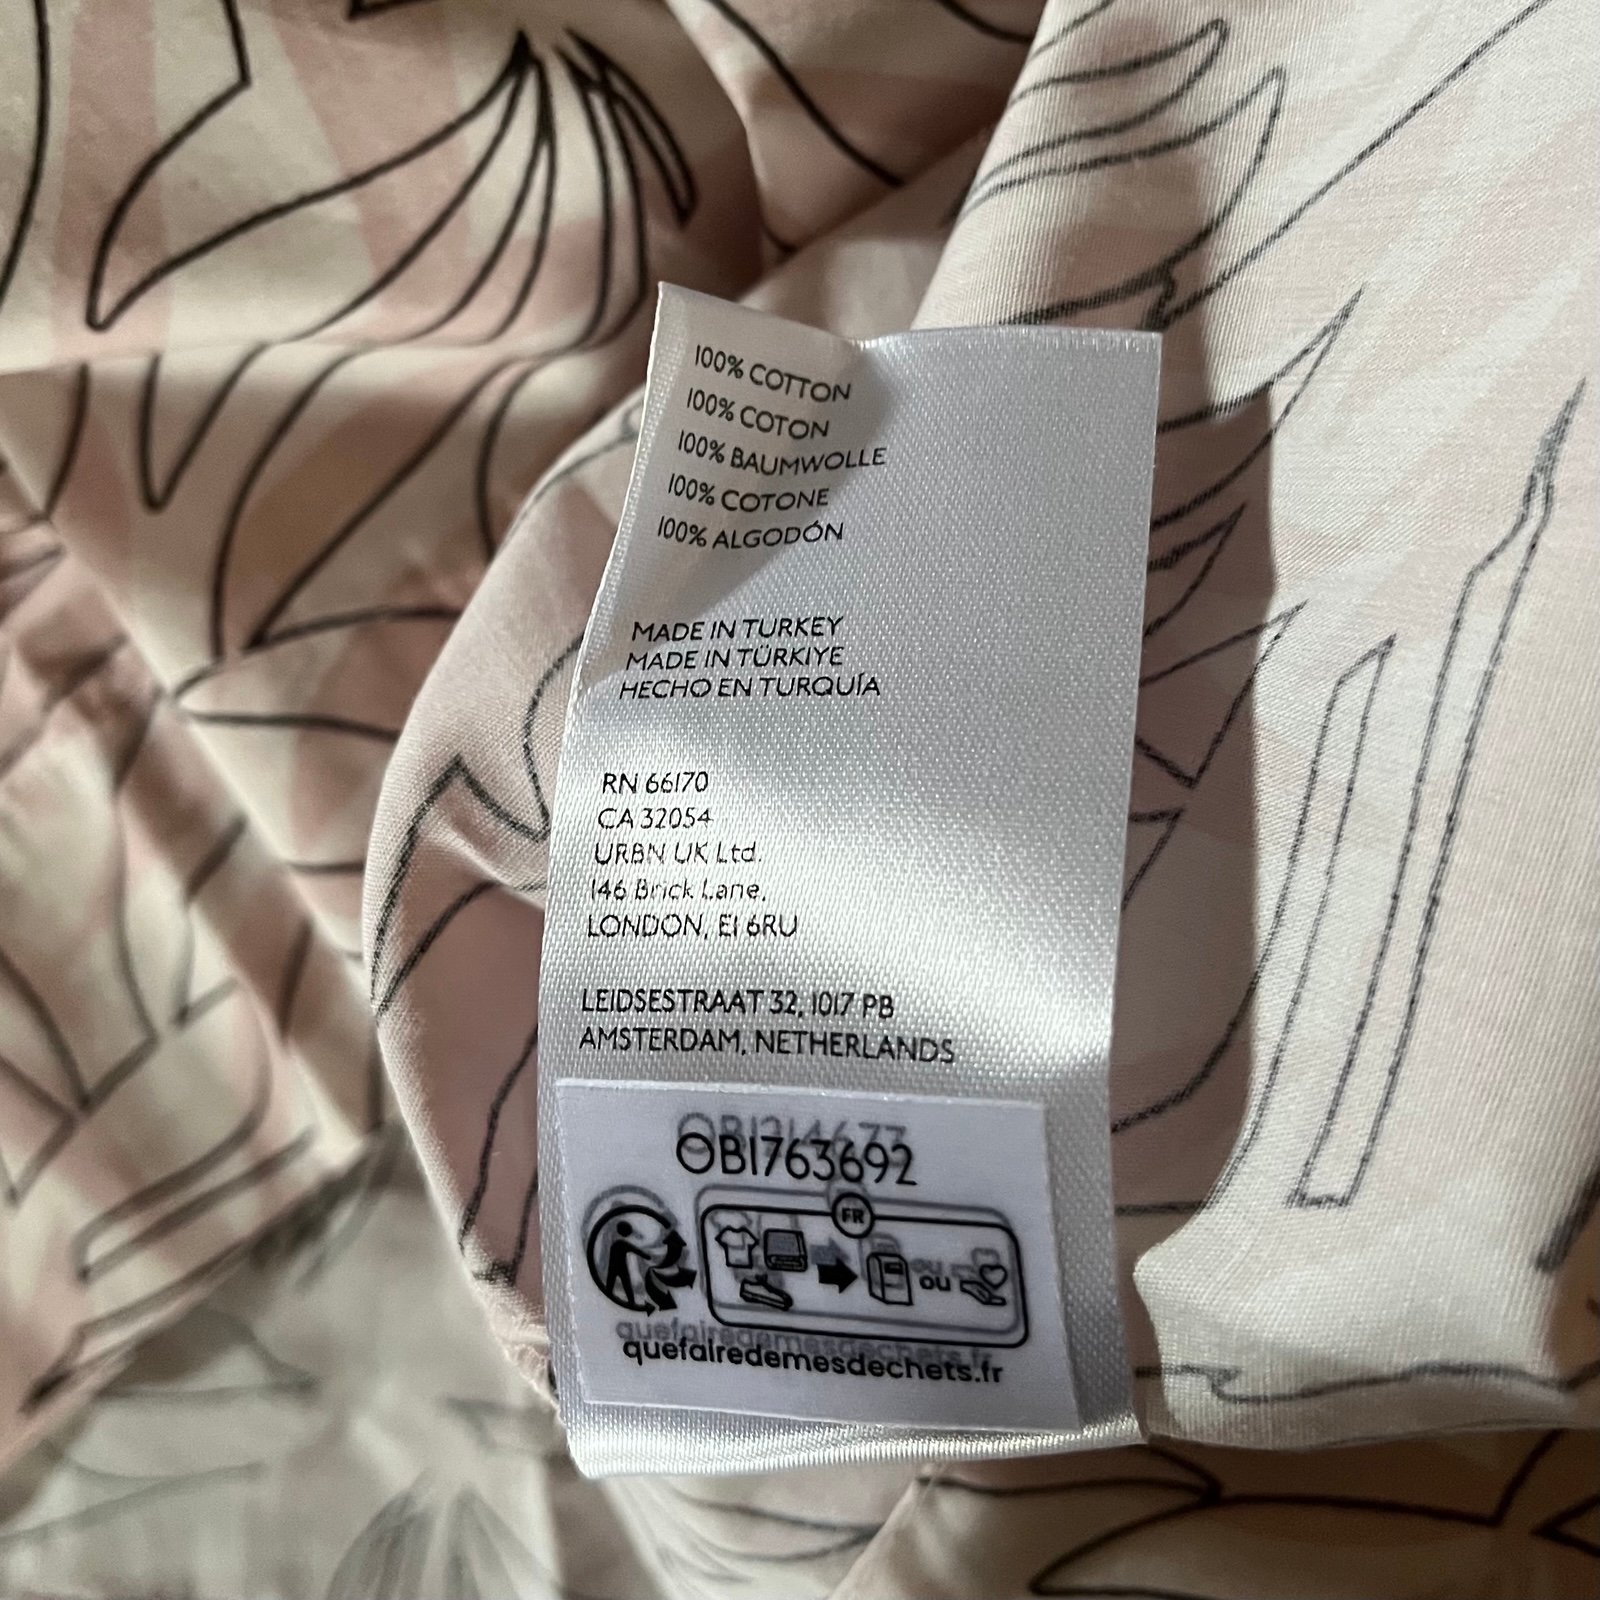 100% COTTON
100% COTON
100% BAUMWOLLE
100% COTONE
100% ALGODÓN
MADE IN TURKEY
MADE IN TÜRKIYE
HECHO EN TURQUÍA
RN 66170
CA 32054
URBN UK Ltd.
146 Brick Lane,
LONDON, E1 6RU
LEIDSESTRAAT 32, 1017 PB
AMSTERDAM, NETHERLANDS
OB1763692
FR
ou
quefairedemesdechets.fr